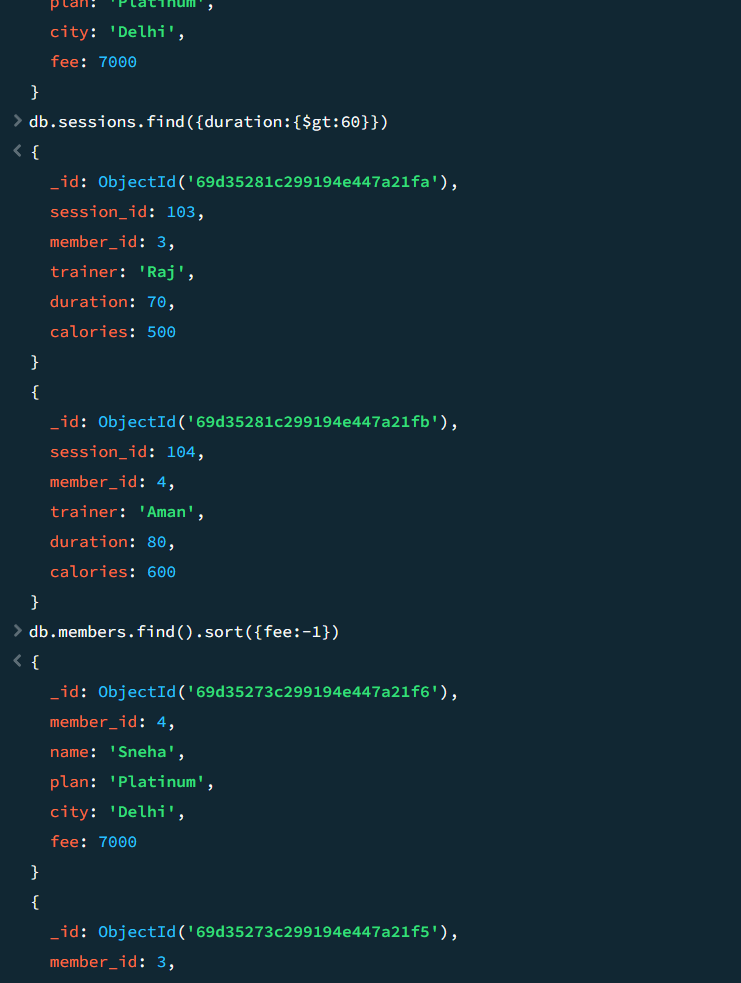 plan: 'Platinum',
city: 'Delhi',
fee: 7000
}
> db.sessions.find({duration:{$gt:60}})
< {
_id: ObjectId('69d35281c299194e447a21fa'),
session_id: 103,
member_id: 3,
trainer: 'Raj',
duration: 70,
calories: 500
}
{
_id: ObjectId('69d35281c299194e447a21fb'),
session_id: 104,
member_id: 4,
trainer: 'Aman',
duration: 80,
calories: 600
}
> db.members.find().sort({fee:-1})
< {
_id: ObjectId('69d35273c299194e447a21f6'),
member_id: 4,
name: 'Sneha',
plan: 'Platinum',
city: 'Delhi',
fee: 7000
}
{
_id: ObjectId('69d35273c299194e447a21f5'),
member_id: 3,